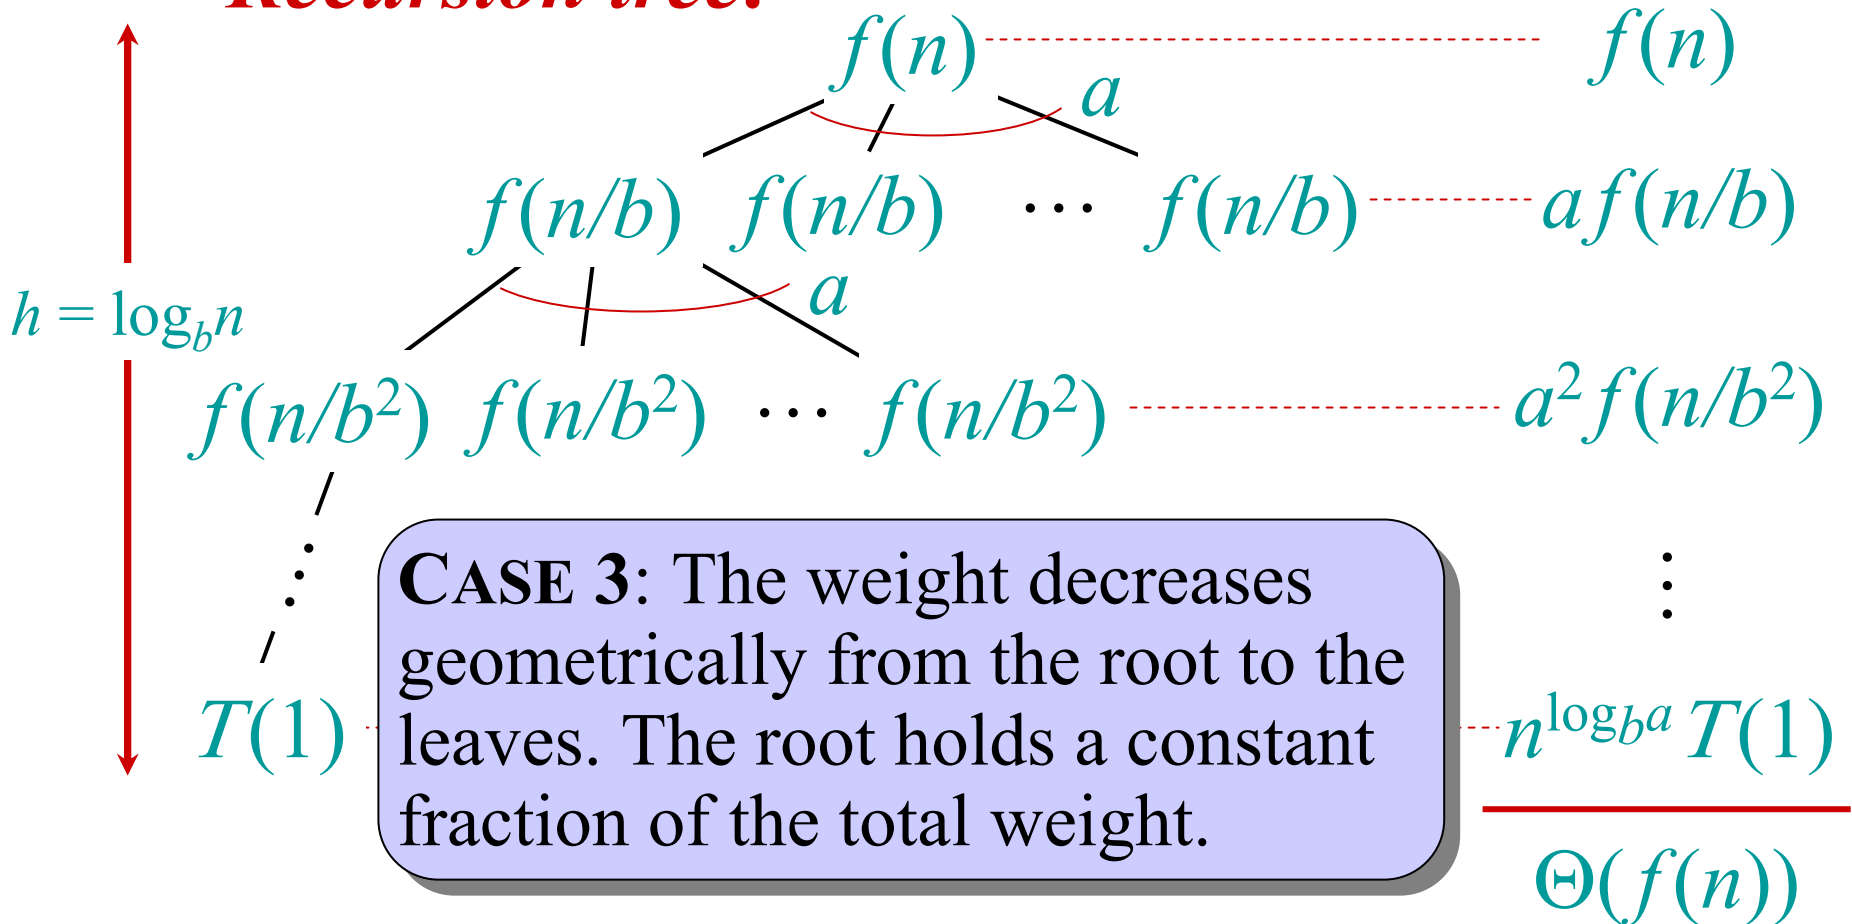 Recursion tree:
f(n) f(n)
a
f(n/b) f(n/b) ⋯ f(n/b) a f(n/b)
a
h = log_b n
f(n/b²) f(n/b²) ⋯ f(n/b²) a² f(n/b²)
⋮
CASE 3: The weight decreases
geometrically from the root to the
leaves. The root holds a constant
fraction of the total weight.
T(1) n^{log_b a} T(1)
Θ(f(n))